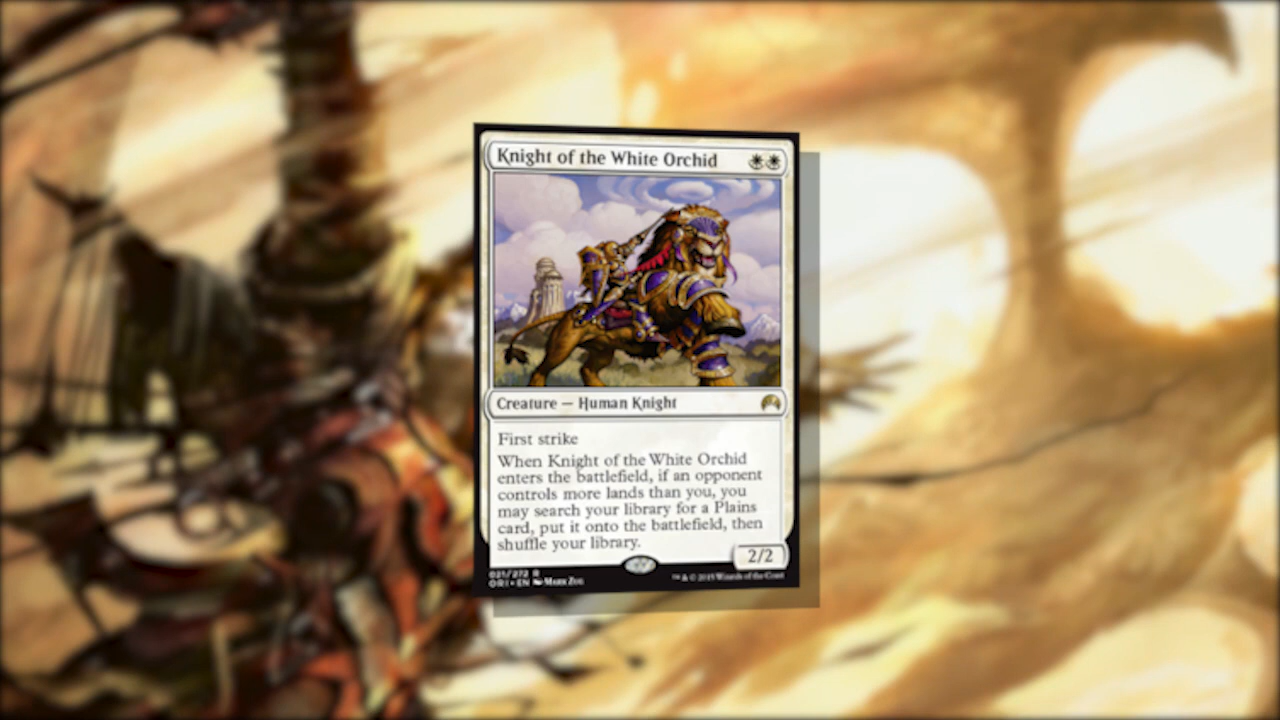 Knight of the White Orchid
Creature — Human Knight
First strike
When Knight of the White Orchid
enters the battlefield, if an opponent
controls more lands than you, you
may search your library for a Plains
card, put it onto the battlefield, then
shuffle your library.
2/2
021/272 R
ORI • EN Mark Zug
™ & © 2015 Wizards of the Coast